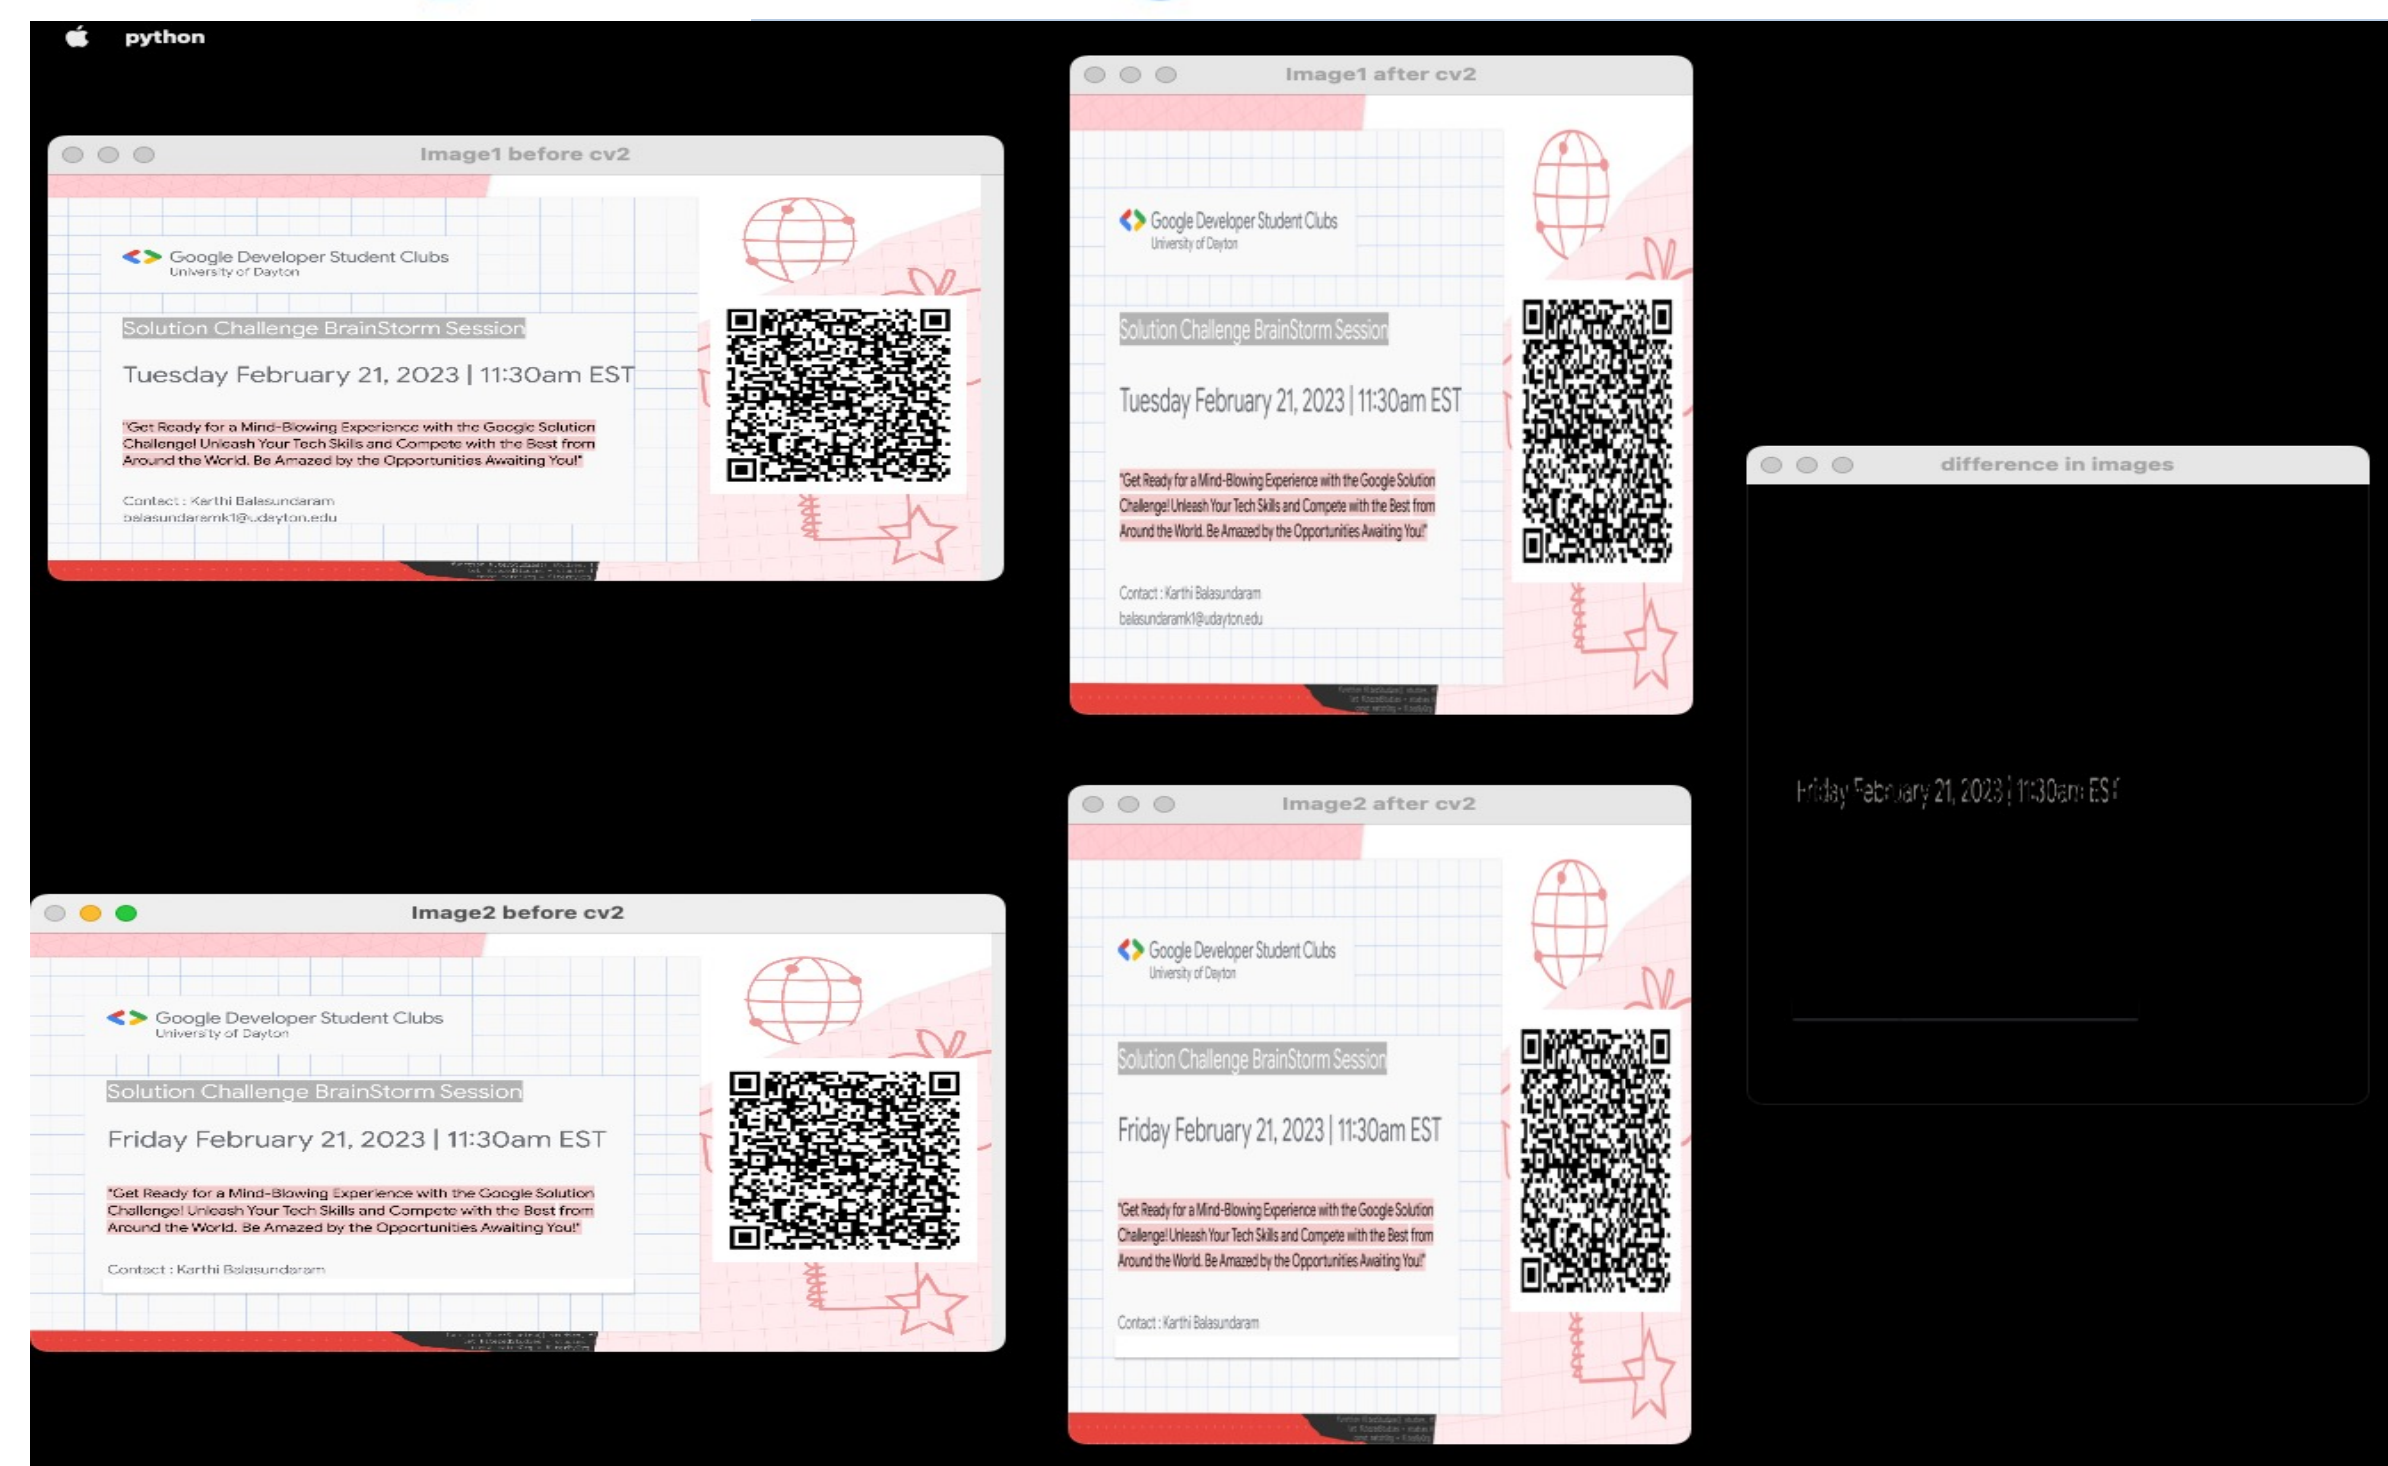 python
Image1 before cv2
Google Developer Student Clubs
University of Dayton
Solution Challenge BrainStorm Session
Tuesday February 21, 2023 | 11:30am EST
"Get Ready for a Mind-Blowing Experience with the Google Solution
Challenge! Unleash Your Tech Skills and Compete with the Best from
Around the World. Be Amazed by the Opportunities Awaiting You!"
Contact : Karthi Balasundaram
balasundaramk1@udayton.edu
Image1 after cv2
Google Developer Student Clubs
University of Dayton
Solution Challenge BrainStorm Session
Tuesday February 21, 2023 | 11:30am EST
"Get Ready for a Mind-Blowing Experience with the Google Solution
Challenge! Unleash Your Tech Skills and Compete with the Best from
Around the World. Be Amazed by the Opportunities Awaiting You!"
Contact : Karthi Balasundaram
balasundaramk1@udayton.edu
difference in images
Friday February 21, 2023 | 11:30am EST
Image2 before cv2
Google Developer Student Clubs
University of Dayton
Solution Challenge BrainStorm Session
Friday February 21, 2023 | 11:30am EST
"Get Ready for a Mind-Blowing Experience with the Google Solution
Challenge! Unleash Your Tech Skills and Compete with the Best from
Around the World. Be Amazed by the Opportunities Awaiting You!"
Contact : Karthi Balasundaram
Image2 after cv2
Google Developer Student Clubs
University of Dayton
Solution Challenge BrainStorm Session
Friday February 21, 2023 | 11:30am EST
"Get Ready for a Mind-Blowing Experience with the Google Solution
Challenge! Unleash Your Tech Skills and Compete with the Best from
Around the World. Be Amazed by the Opportunities Awaiting You!"
Contact : Karthi Balasundaram